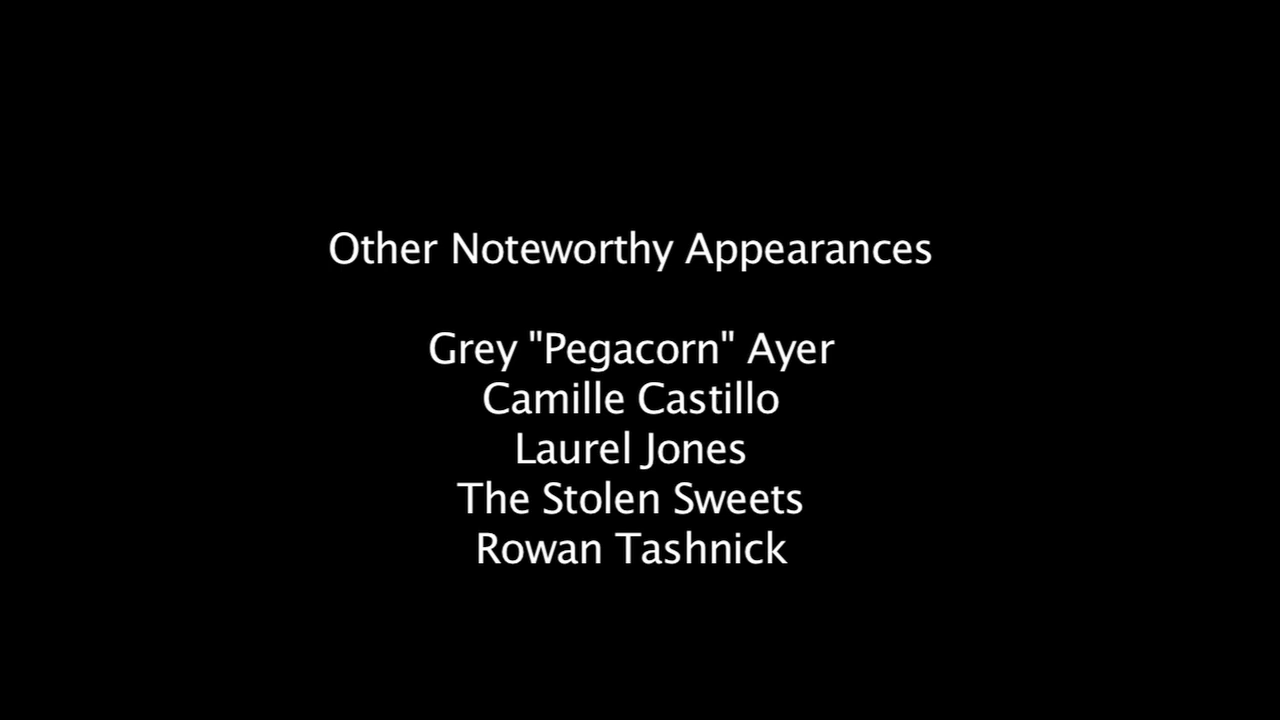 Other Noteworthy Appearances
Grey "Pegacorn" Ayer
Camille Castillo
Laurel Jones
The Stolen Sweets
Rowan Tashnick